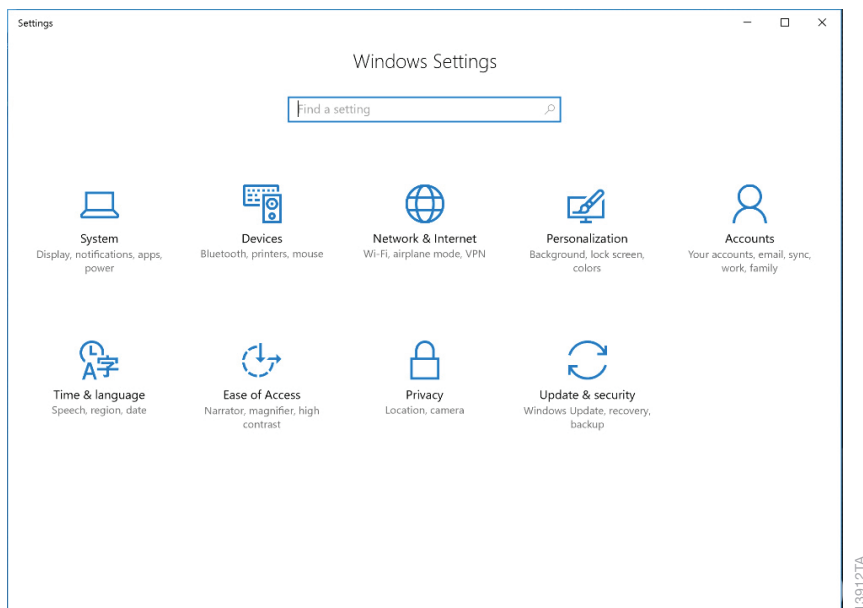 Settings
Windows Settings
Find a setting
System
Display, notifications, apps,
power
Devices
Bluetooth, printers, mouse
Network & Internet
Wi-Fi, airplane mode, VPN
Personalization
Background, lock screen,
colors
Accounts
Your accounts, email, sync,
work, family
Time & language
Speech, region, date
Ease of Access
Narrator, magnifier, high
contrast
Privacy
Location, camera
Update & security
Windows Update, recovery,
backup